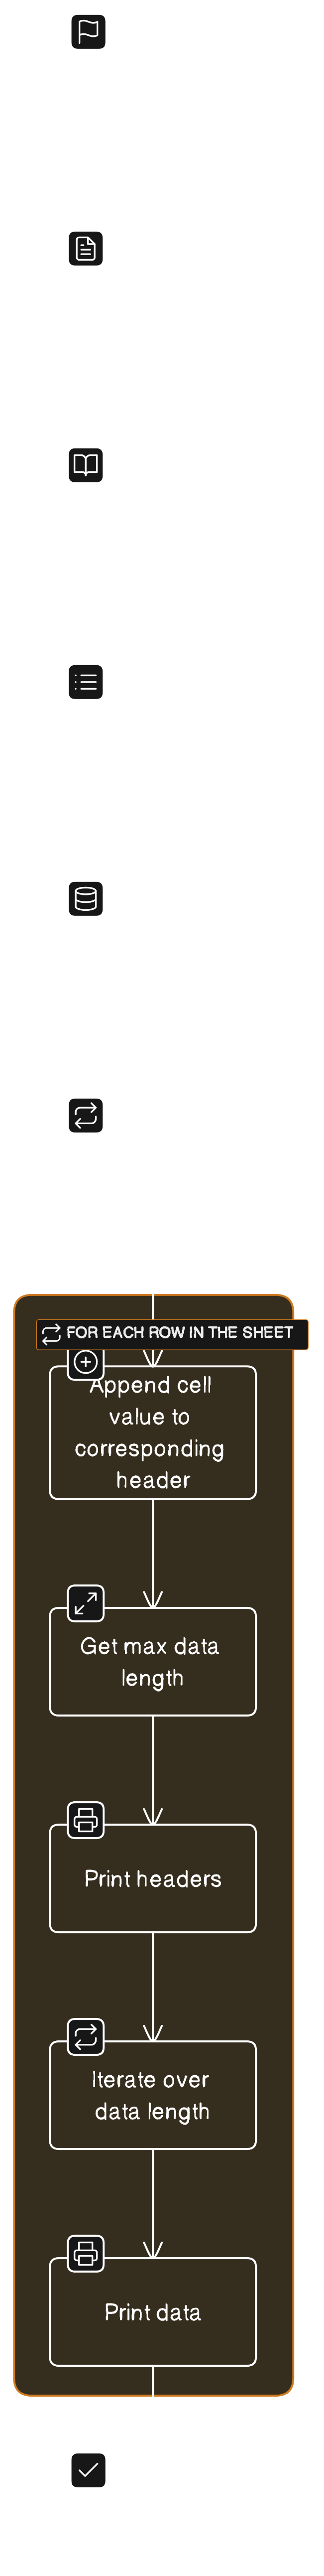 FOR EACH ROW IN THE SHEET
Append cell
value to
corresponding
header
Get max data
length
Print headers
Iterate over
data length
Print data